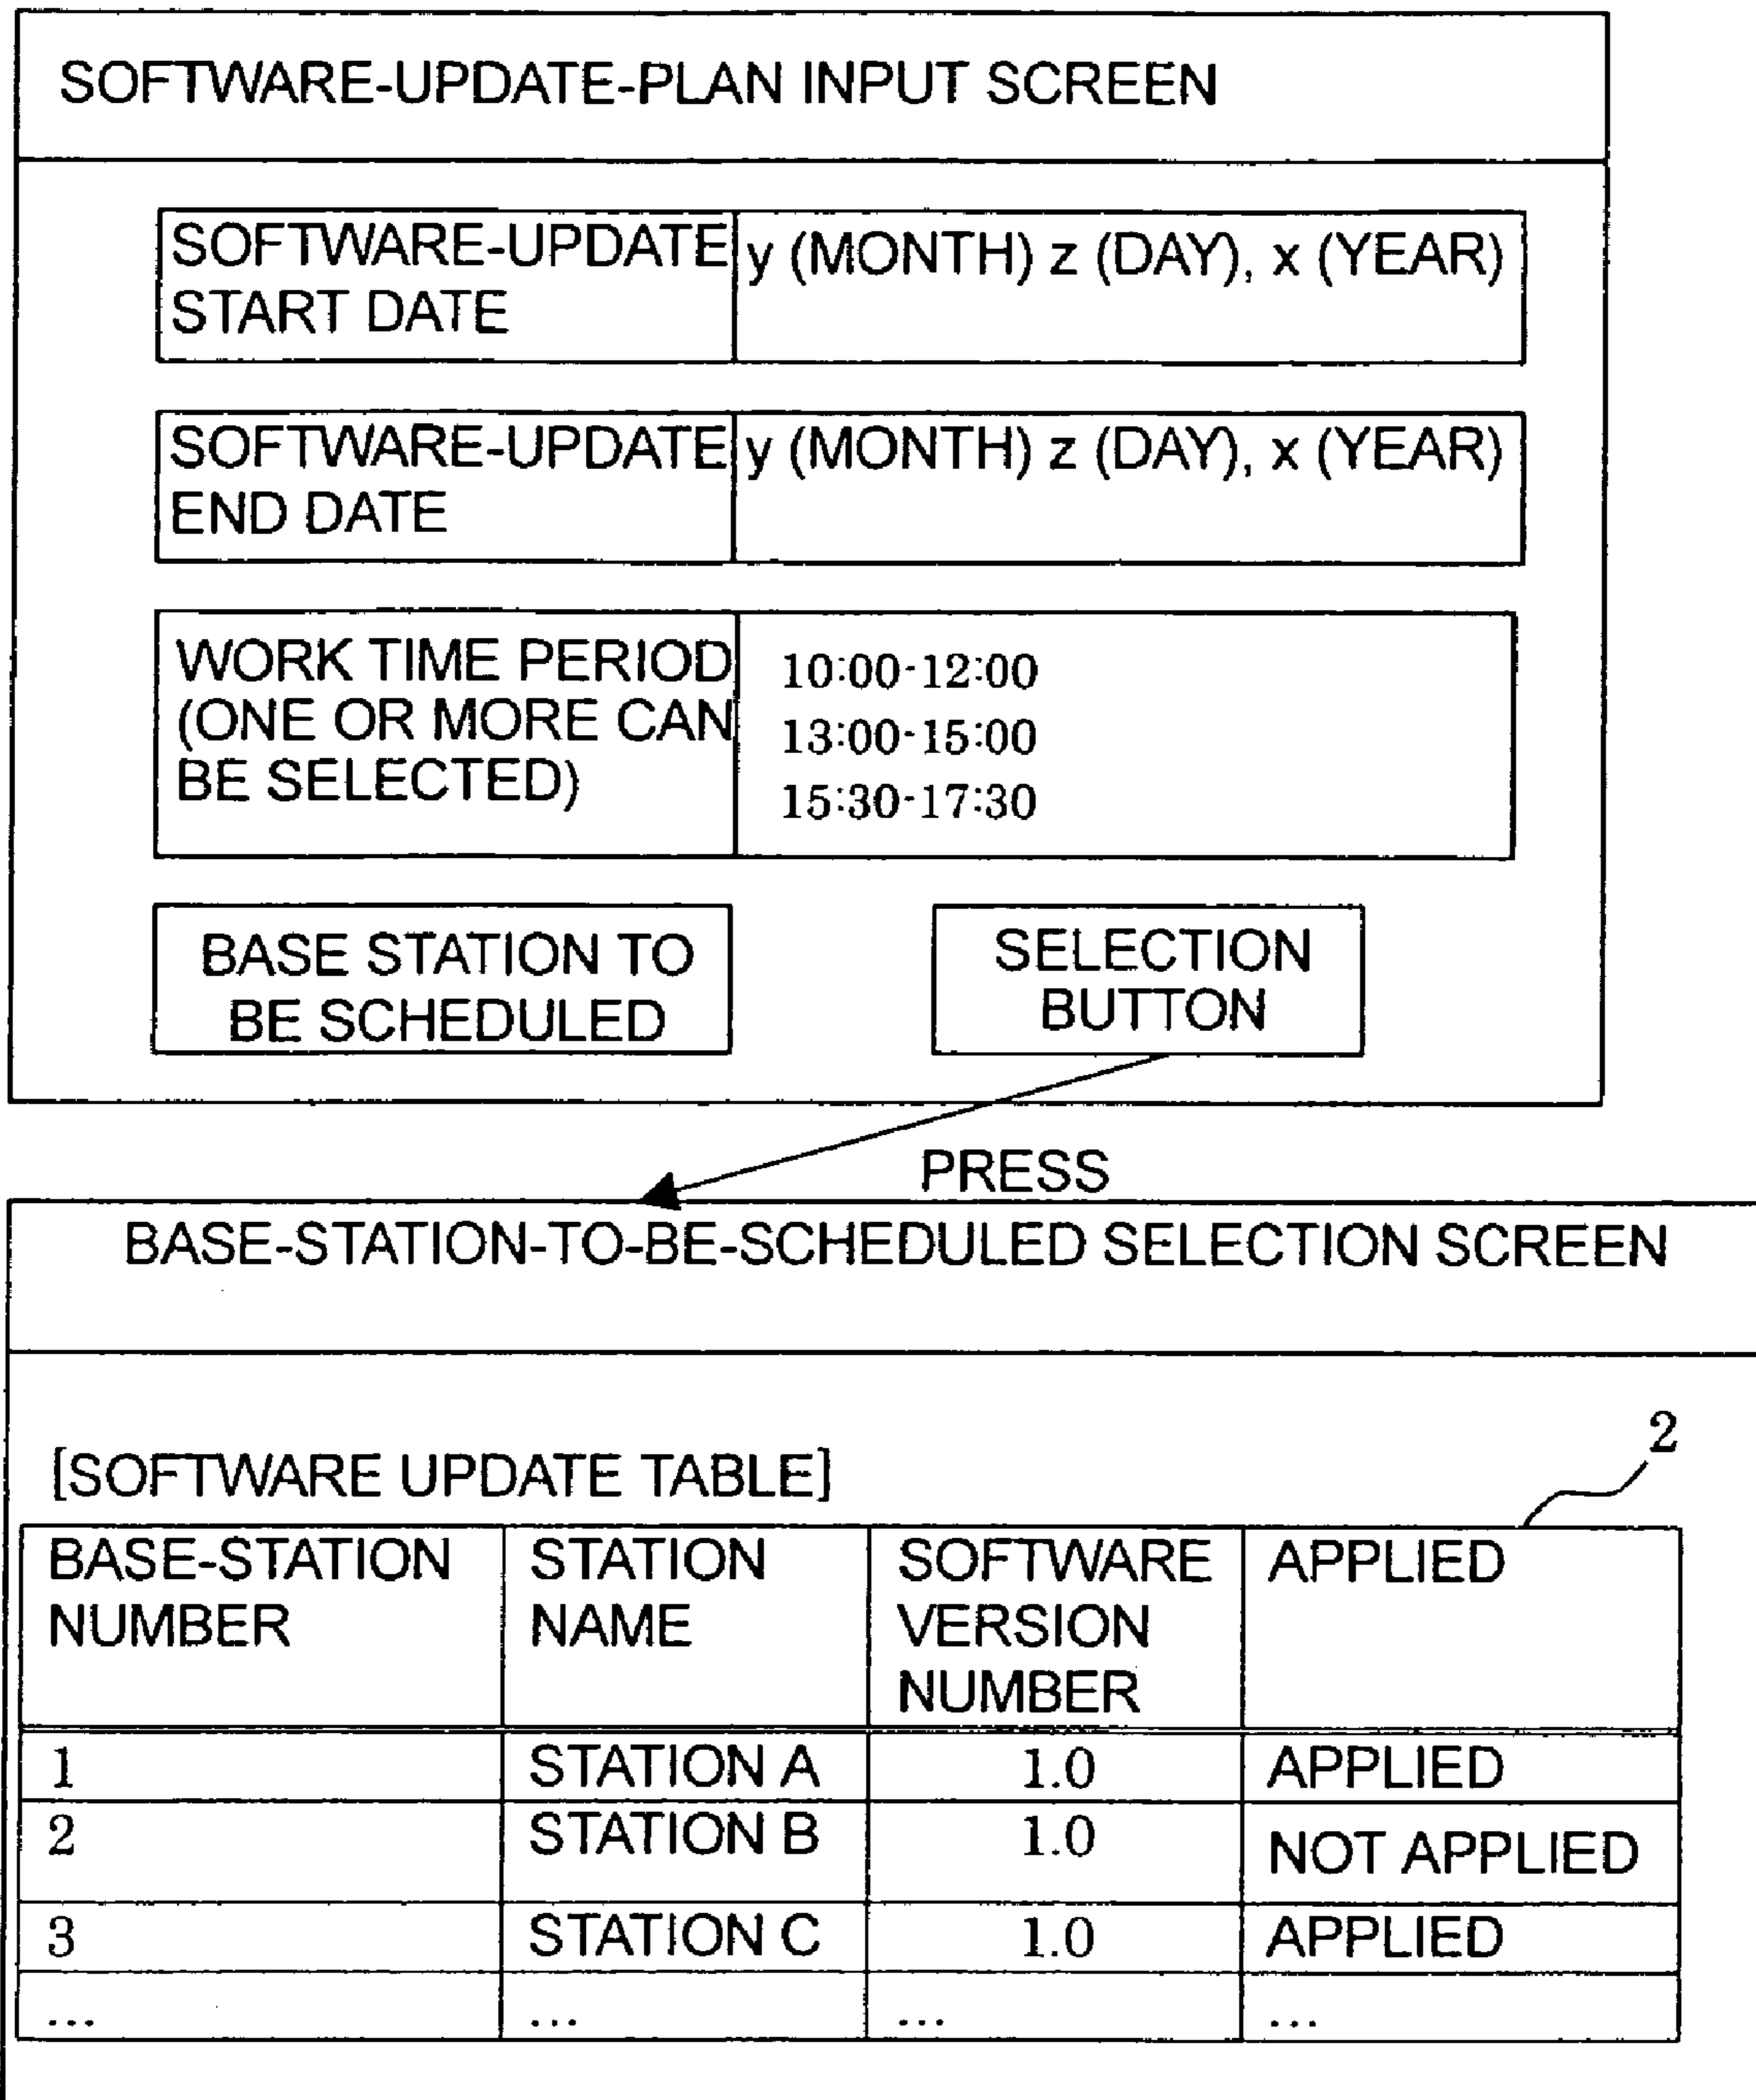 SOFTWARE-UPDATE-PLAN INPUT SCREEN
SOFTWARE-UPDATE y (MONTH) z (DAY), x (YEAR)
START DATE
SOFTWARE-UPDATE y (MONTH) z (DAY), x (YEAR)
END DATE
WORK TIME PERIOD 10:00-12:00
(ONE OR MORE CAN 13:00-15:00
BE SELECTED) 15:30-17:30
BASE STATION TO SELECTION
BE SCHEDULED BUTTON
PRESS
BASE-STATION-TO-BE-SCHEDULED SELECTION SCREEN
2
[SOFTWARE UPDATE TABLE]
BASE-STATION STATION SOFTWARE APPLIED
NUMBER NAME VERSION
NUMBER
1 STATION A 1.0 APPLIED
2 STATION B 1.0 NOT APPLIED
3 STATION C 1.0 APPLIED
... ... ... ...